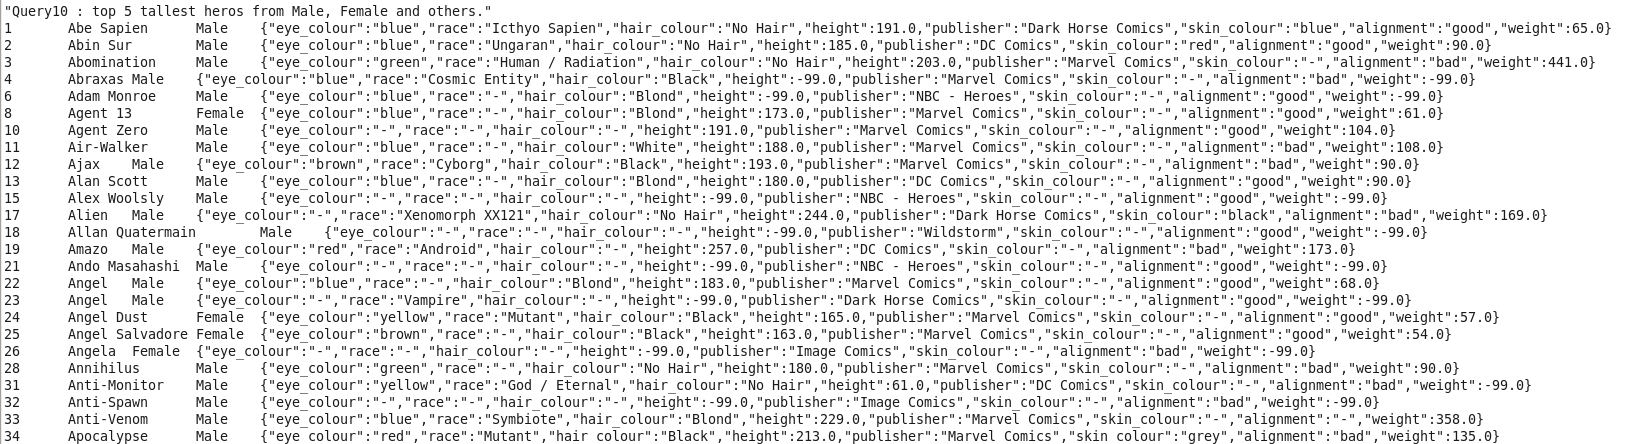 "Query10 : top 5 tallest heros from Male, Female and others."
1 Abe Sapien Male {"eye_colour":"blue","race":"Icthyo Sapien","hair_colour":"No Hair","height":191.0,"publisher":"Dark Horse Comics","skin_colour":"blue","alignment":"good","weight":65.0}
2 Abin Sur Male {"eye_colour":"blue","race":"Ungaran","hair_colour":"No Hair","height":185.0,"publisher":"DC Comics","skin_colour":"red","alignment":"good","weight":90.0}
3 Abomination Male {"eye_colour":"green","race":"Human / Radiation","hair_colour":"No Hair","height":203.0,"publisher":"Marvel Comics","skin_colour":"-","alignment":"bad","weight":441.0}
4 Abraxas Male {"eye_colour":"blue","race":"Cosmic Entity","hair_colour":"Black","height":-99.0,"publisher":"Marvel Comics","skin_colour":"-","alignment":"bad","weight":-99.0}
6 Adam Monroe Male {"eye_colour":"blue","race":"-","hair_colour":"Blond","height":-99.0,"publisher":"NBC - Heroes","skin_colour":"-","alignment":"good","weight":-99.0}
8 Agent 13 Female {"eye_colour":"blue","race":"-","hair_colour":"Blond","height":173.0,"publisher":"Marvel Comics","skin_colour":"-","alignment":"good","weight":61.0}
10 Agent Zero Male {"eye_colour":"-","race":"-","hair_colour":"-","height":191.0,"publisher":"Marvel Comics","skin_colour":"-","alignment":"good","weight":104.0}
11 Air-Walker Male {"eye_colour":"blue","race":"-","hair_colour":"White","height":188.0,"publisher":"Marvel Comics","skin_colour":"-","alignment":"bad","weight":108.0}
12 Ajax Male {"eye_colour":"brown","race":"Cyborg","hair_colour":"Black","height":193.0,"publisher":"Marvel Comics","skin_colour":"-","alignment":"bad","weight":90.0}
13 Alan Scott Male {"eye_colour":"blue","race":"-","hair_colour":"Blond","height":180.0,"publisher":"DC Comics","skin_colour":"-","alignment":"good","weight":90.0}
15 Alex Woolsly Male {"eye_colour":"-","race":"-","hair_colour":"-","height":-99.0,"publisher":"NBC - Heroes","skin_colour":"-","alignment":"good","weight":-99.0}
17 Alien Male {"eye_colour":"-","race":"Xenomorph XX121","hair_colour":"No Hair","height":244.0,"publisher":"Dark Horse Comics","skin_colour":"black","alignment":"bad","weight":169.0}
18 Allan Quatermain Male {"eye_colour":"-","race":"-","hair_colour":"-","height":-99.0,"publisher":"Wildstorm","skin_colour":"-","alignment":"good","weight":-99.0}
19 Amazo Male {"eye_colour":"red","race":"Android","hair_colour":"-","height":257.0,"publisher":"DC Comics","skin_colour":"-","alignment":"bad","weight":173.0}
21 Ando Masahashi Male {"eye_colour":"-","race":"-","hair_colour":"-","height":-99.0,"publisher":"NBC - Heroes","skin_colour":"-","alignment":"good","weight":-99.0}
22 Angel Male {"eye_colour":"blue","race":"-","hair_colour":"Blond","height":183.0,"publisher":"Marvel Comics","skin_colour":"-","alignment":"good","weight":68.0}
23 Angel Male {"eye_colour":"-","race":"Vampire","hair_colour":"-","height":-99.0,"publisher":"Dark Horse Comics","skin_colour":"-","alignment":"good","weight":-99.0}
24 Angel Dust Female {"eye_colour":"yellow","race":"Mutant","hair_colour":"Black","height":165.0,"publisher":"Marvel Comics","skin_colour":"-","alignment":"good","weight":57.0}
25 Angel Salvadore Female {"eye_colour":"brown","race":"-","hair_colour":"Black","height":163.0,"publisher":"Marvel Comics","skin_colour":"-","alignment":"good","weight":54.0}
26 Angela Female {"eye_colour":"-","race":"-","hair_colour":"-","height":-99.0,"publisher":"Image Comics","skin_colour":"-","alignment":"bad","weight":-99.0}
28 Annihilus Male {"eye_colour":"green","race":"-","hair_colour":"No Hair","height":180.0,"publisher":"Marvel Comics","skin_colour":"-","alignment":"bad","weight":90.0}
31 Anti-Monitor Male {"eye_colour":"yellow","race":"God / Eternal","hair_colour":"No Hair","height":61.0,"publisher":"DC Comics","skin_colour":"-","alignment":"bad","weight":-99.0}
32 Anti-Spawn Male {"eye_colour":"-","race":"-","hair_colour":"-","height":-99.0,"publisher":"Image Comics","skin_colour":"-","alignment":"bad","weight":-99.0}
33 Anti-Venom Male {"eye_colour":"blue","race":"Symbiote","hair_colour":"Blond","height":229.0,"publisher":"Marvel Comics","skin_colour":"-","alignment":"-","weight":358.0}
34 Apocalypse Male {"eye_colour":"red","race":"Mutant","hair_colour":"Black","height":213.0,"publisher":"Marvel Comics","skin_colour":"grey","alignment":"bad","weight":135.0}